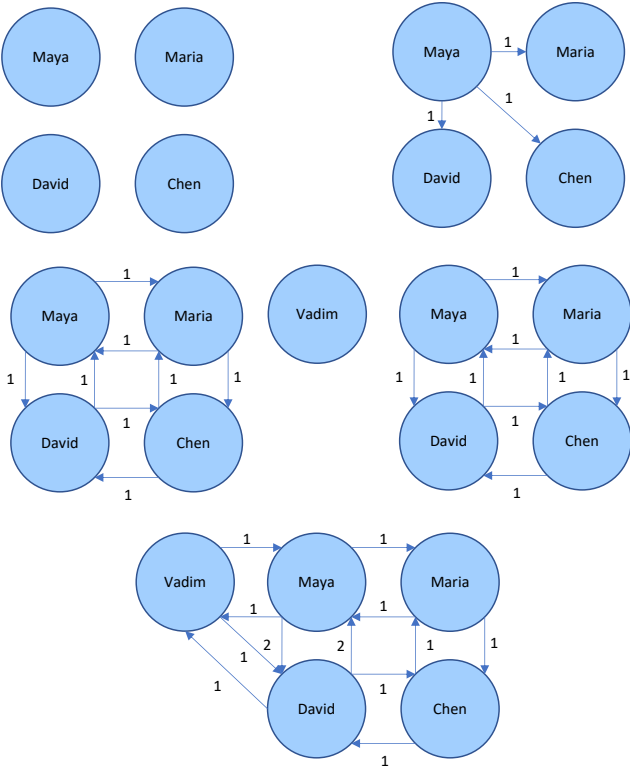 Maya Maria
David Chen
Maya 1 Maria
1 1
David Chen
1
Maya 1 Maria Vadim
1 1 1 1
1
David 1 Chen
1
1
Maya 1 Maria
1 1 1 1
1
David 1 Chen
1
Vadim 1 Maya 1 Maria
1 1
1 2 2 1 1
1 1
David Chen
1